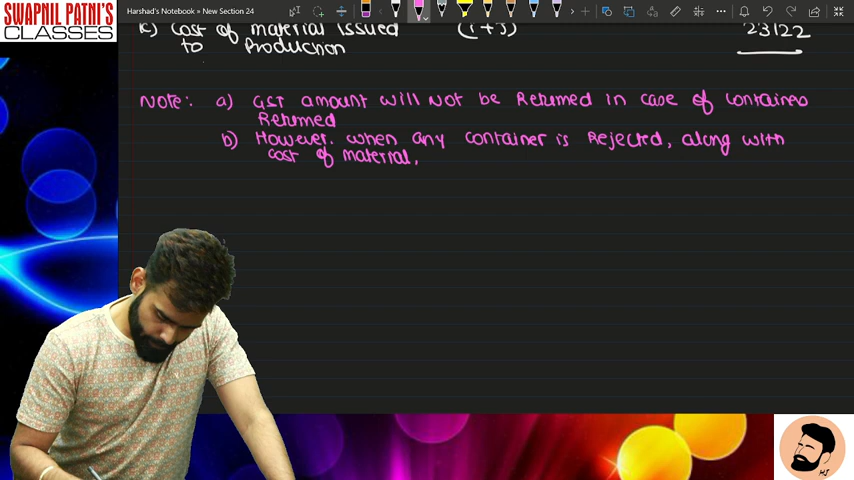 SWAPNIL PATNI'S
CLASSES
Harshad's Notebook » New Section 24
k) Cost of Material Issued (i+j) 23122
to Production
Note: a) GST amount will Not be Returned in case of containers
Returned
b) However. when any container is Rejected, along with
cost of material,
HJ